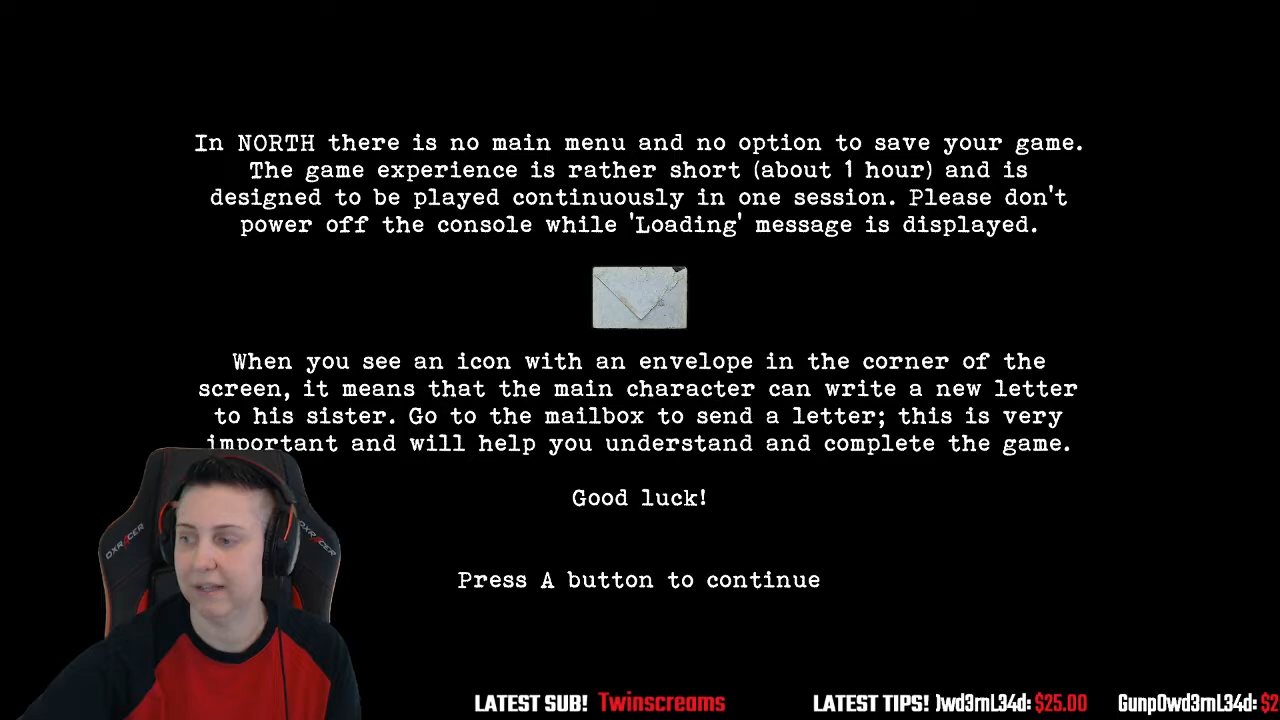 In NORTH there is no main menu and no option to save your game.
The game experience is rather short (about 1 hour) and is
designed to be played continuously in one session. Please don't
power off the console while 'Loading' message is displayed.
When you see an icon with an envelope in the corner of the
screen, it means that the main character can write a new letter
to his sister. Go to the mailbox to send a letter; this is very
important and will help you understand and complete the game.
Good luck!
Press A button to continue
DXRACER
DXRACER
LATEST SUB! Twinscreams
LATEST TIPS! )wd3rnL34d: $25.00 Gunp0wd3rnL34d: $2